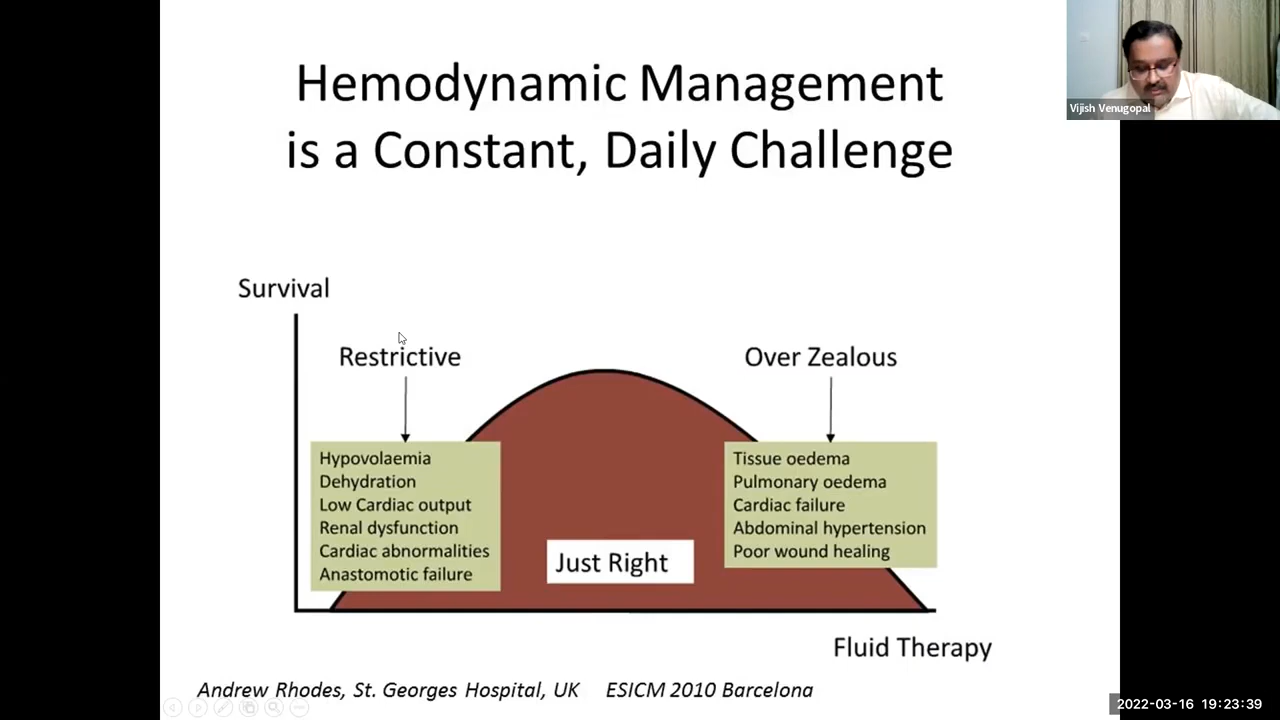 Hemodynamic Management
is a Constant, Daily Challenge
Vijish Venugopal
Survival
Restrictive
Over Zealous
Hypovolaemia
Dehydration
Low Cardiac output
Renal dysfunction
Cardiac abnormalities
Anastomotic failure
Tissue oedema
Pulmonary oedema
Cardiac failure
Abdominal hypertension
Poor wound healing
Just Right
Fluid Therapy
Andrew Rhodes, St. Georges Hospital, UK ESICM 2010 Barcelona
2022-03-16 19:23:39